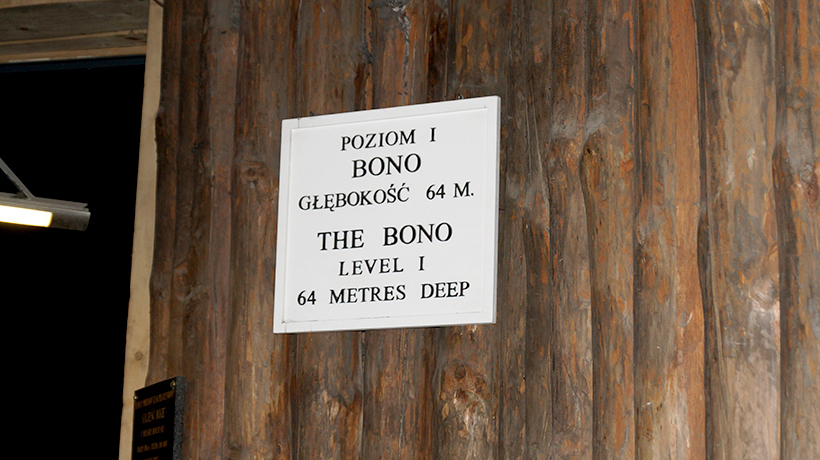 POZIOM I
BONO
GŁĘBOKOŚĆ 64 M.
THE BONO
LEVEL I
64 METRES DEEP